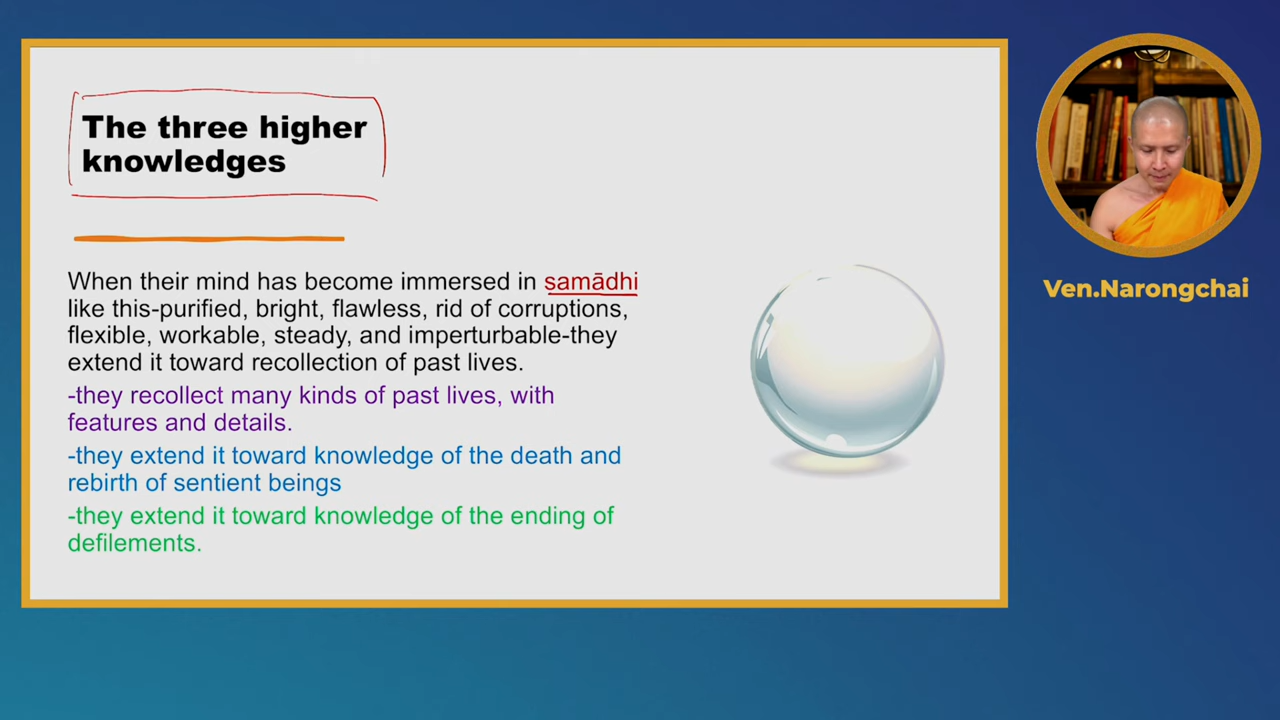 The three higher
knowledges
When their mind has become immersed in samādhi
like this-purified, bright, flawless, rid of corruptions,
flexible, workable, steady, and imperturbable-they
extend it toward recollection of past lives.
-they recollect many kinds of past lives, with
features and details.
-they extend it toward knowledge of the death and
rebirth of sentient beings
-they extend it toward knowledge of the ending of
defilements.
Ven.Narongchai